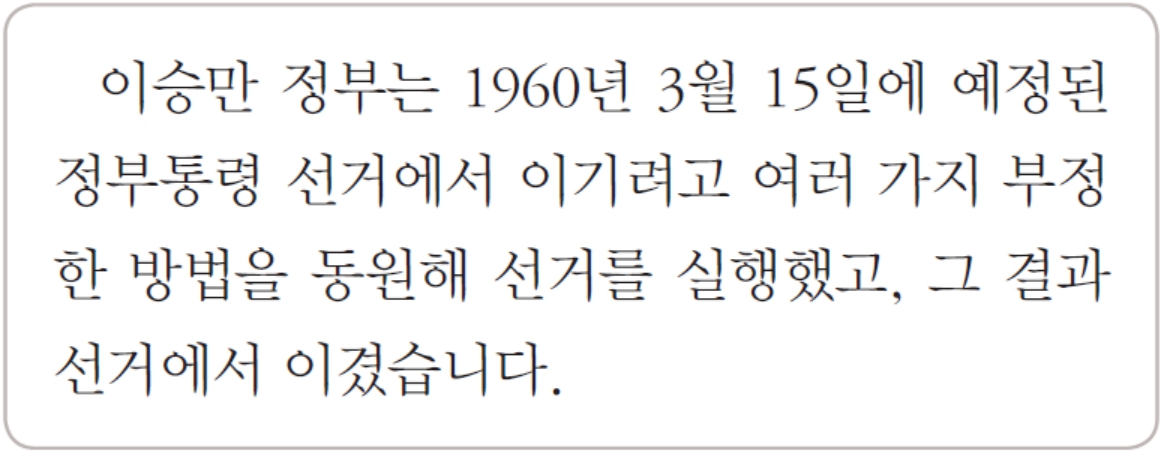 이승만 정부는 1960년 3월 15일에 예정된
정부통령 선거에서 이기려고 여러 가지 부정
한 방법을 동원해 선거를 실행했고, 그 결과
선거에서 이겼습니다.